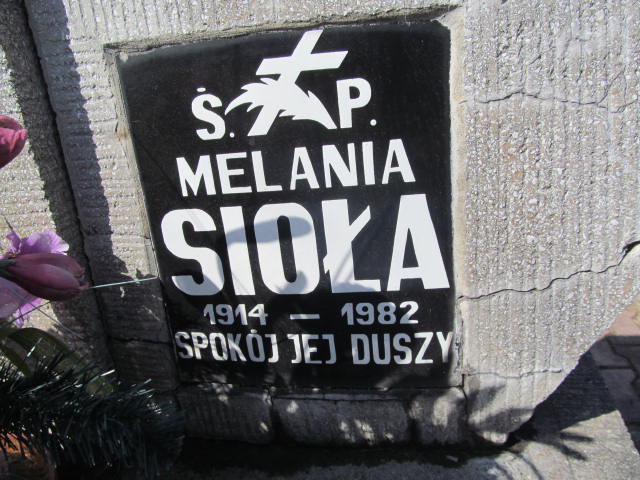 Ś. P.
MELANIA
SIOŁA
1914 — 1982
SPOKÓJ JEJ DUSZY